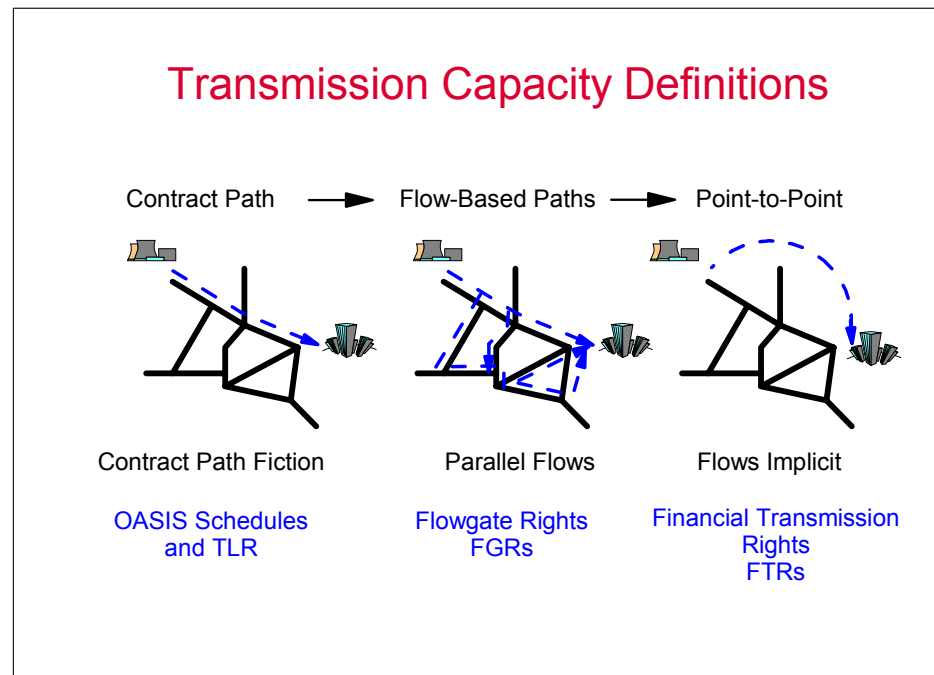 Transmission Capacity Definitions
Contract Path
Flow-Based Paths
Point-to-Point
Contract Path Fiction
Parallel Flows
Flows Implicit
OASIS Schedules
and TLR
Flowgate Rights
FGRs
Financial Transmission
Rights
FTRs